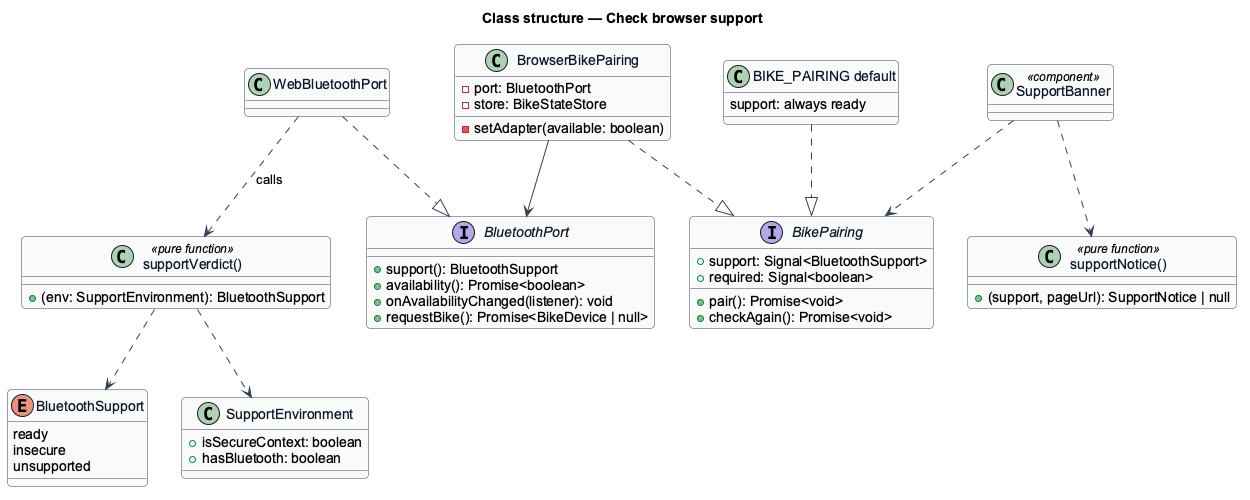 Class structure — Check browser support
C WebBluetoothPort
C BrowserBikePairing
port: BluetoothPort
store: BikeStateStore
setAdapter(available: boolean)
C BIKE_PAIRING default
support: always ready
C «component»
SupportBanner
calls
C «pure function»
supportVerdict()
(env: SupportEnvironment): BluetoothSupport
I BluetoothPort
support(): BluetoothSupport
availability(): Promise<boolean>
onAvailabilityChanged(listener): void
requestBike(): Promise<BikeDevice | null>
I BikePairing
support: Signal<BluetoothSupport>
required: Signal<boolean>
pair(): Promise<void>
checkAgain(): Promise<void>
C «pure function»
supportNotice()
(support, pageUrl): SupportNotice | null
E BluetoothSupport
ready
insecure
unsupported
C SupportEnvironment
isSecureContext: boolean
hasBluetooth: boolean